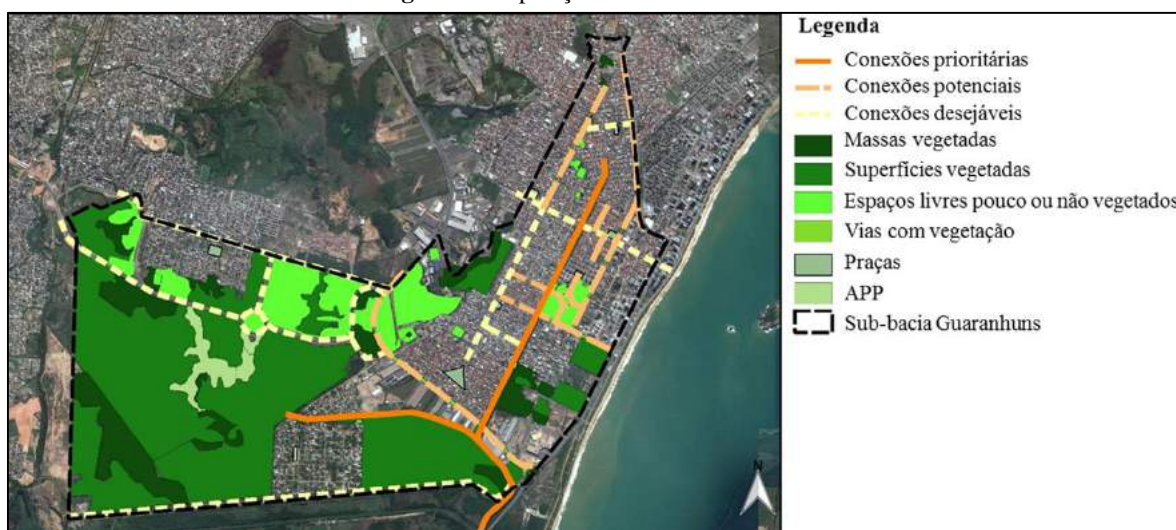 Legenda
Conexões prioritárias
Conexões potenciais
Conexões desejáveis
Massas vegetadas
Superfícies vegetadas
Espaços livres pouco ou não vegetados
Vias com vegetação
Praças
APP
Sub-bacia Guaranhuns
N